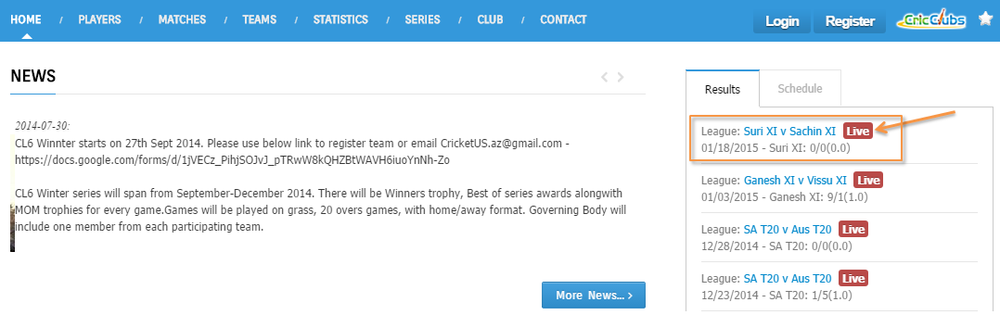 HOME / PLAYERS / MATCHES / TEAMS / STATISTICS / SERIES / CLUB / CONTACT
Login Register CricClubs
NEWS
2014-07-30:
CL6 Winnter starts on 27th Sept 2014. Please use below link to register team or email CricketUS.az@gmail.com -
https://docs.google.com/forms/d/1jVECz_PihjSOJvJ_pTRwW8kQHZBtWAVH6iuoYnNh-Zo
CL6 Winter series will span from September-December 2014. There will be Winners trophy, Best of series awards alongwith
MOM trophies for every game.Games will be played on grass, 20 overs games, with home/away format. Governing Body will
include one member from each participating team.
More News... ›
Results Schedule
League: Suri XI v Sachin XI Live
01/18/2015 - Suri XI: 0/0(0.0)
League: Ganesh XI v Vissu XI Live
01/03/2015 - Ganesh XI: 9/1(1.0)
League: SA T20 v Aus T20 Live
12/28/2014 - SA T20: 0/0(0.0)
League: SA T20 v Aus T20 Live
12/23/2014 - SA T20: 1/5(1.0)